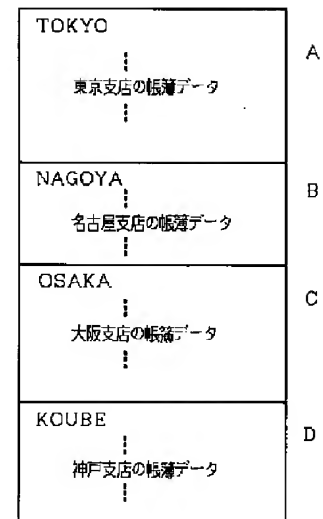 TOKYO
A
東京支店の帳簿データ
NAGOYA
B
名古屋支店の帳簿データ
OSAKA
C
大阪支店の帳簿データ
KOUBE
D
神戸支店の帳簿データ